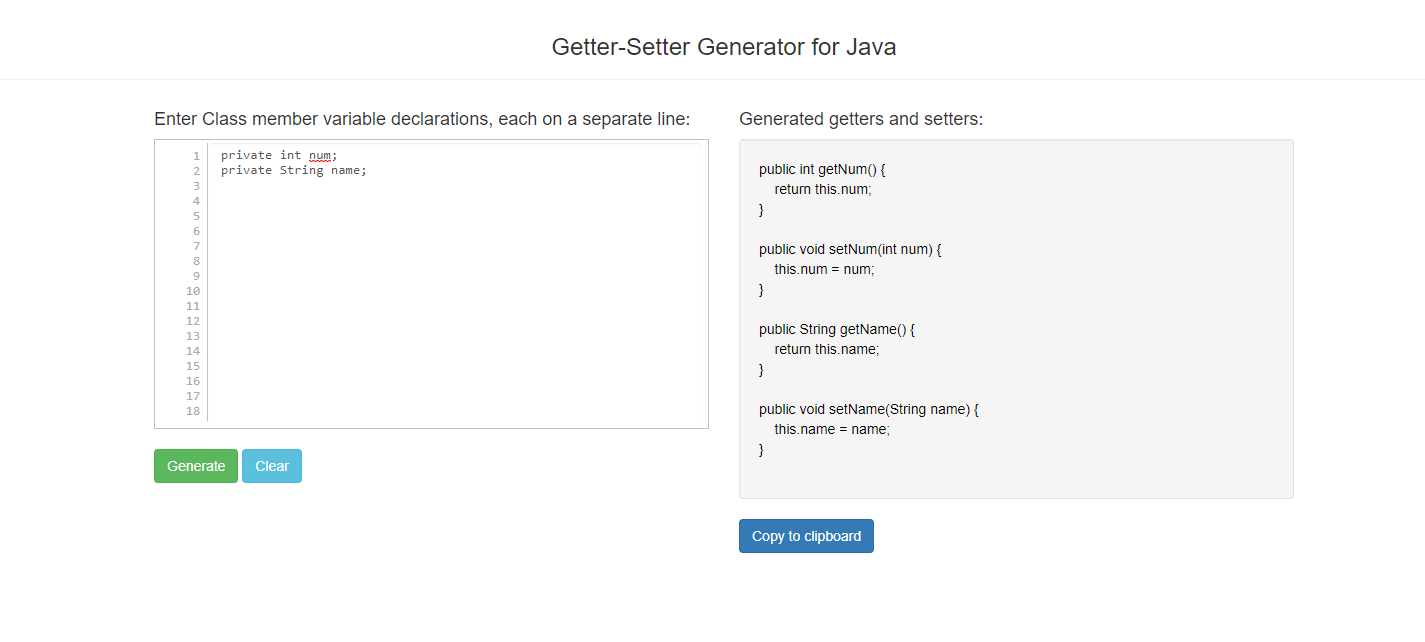 Getter-Setter Generator for Java
Enter Class member variable declarations, each on a separate line:
1 private int num;
2 private String name;
3
4
5
6
7
8
9
10
11
12
13
14
15
16
17
18
Generate Clear
Generated getters and setters:
public int getNum() {
return this.num;
}
public void setNum(int num) {
this.num = num;
}
public String getName() {
return this.name;
}
public void setName(String name) {
this.name = name;
}
Copy to clipboard